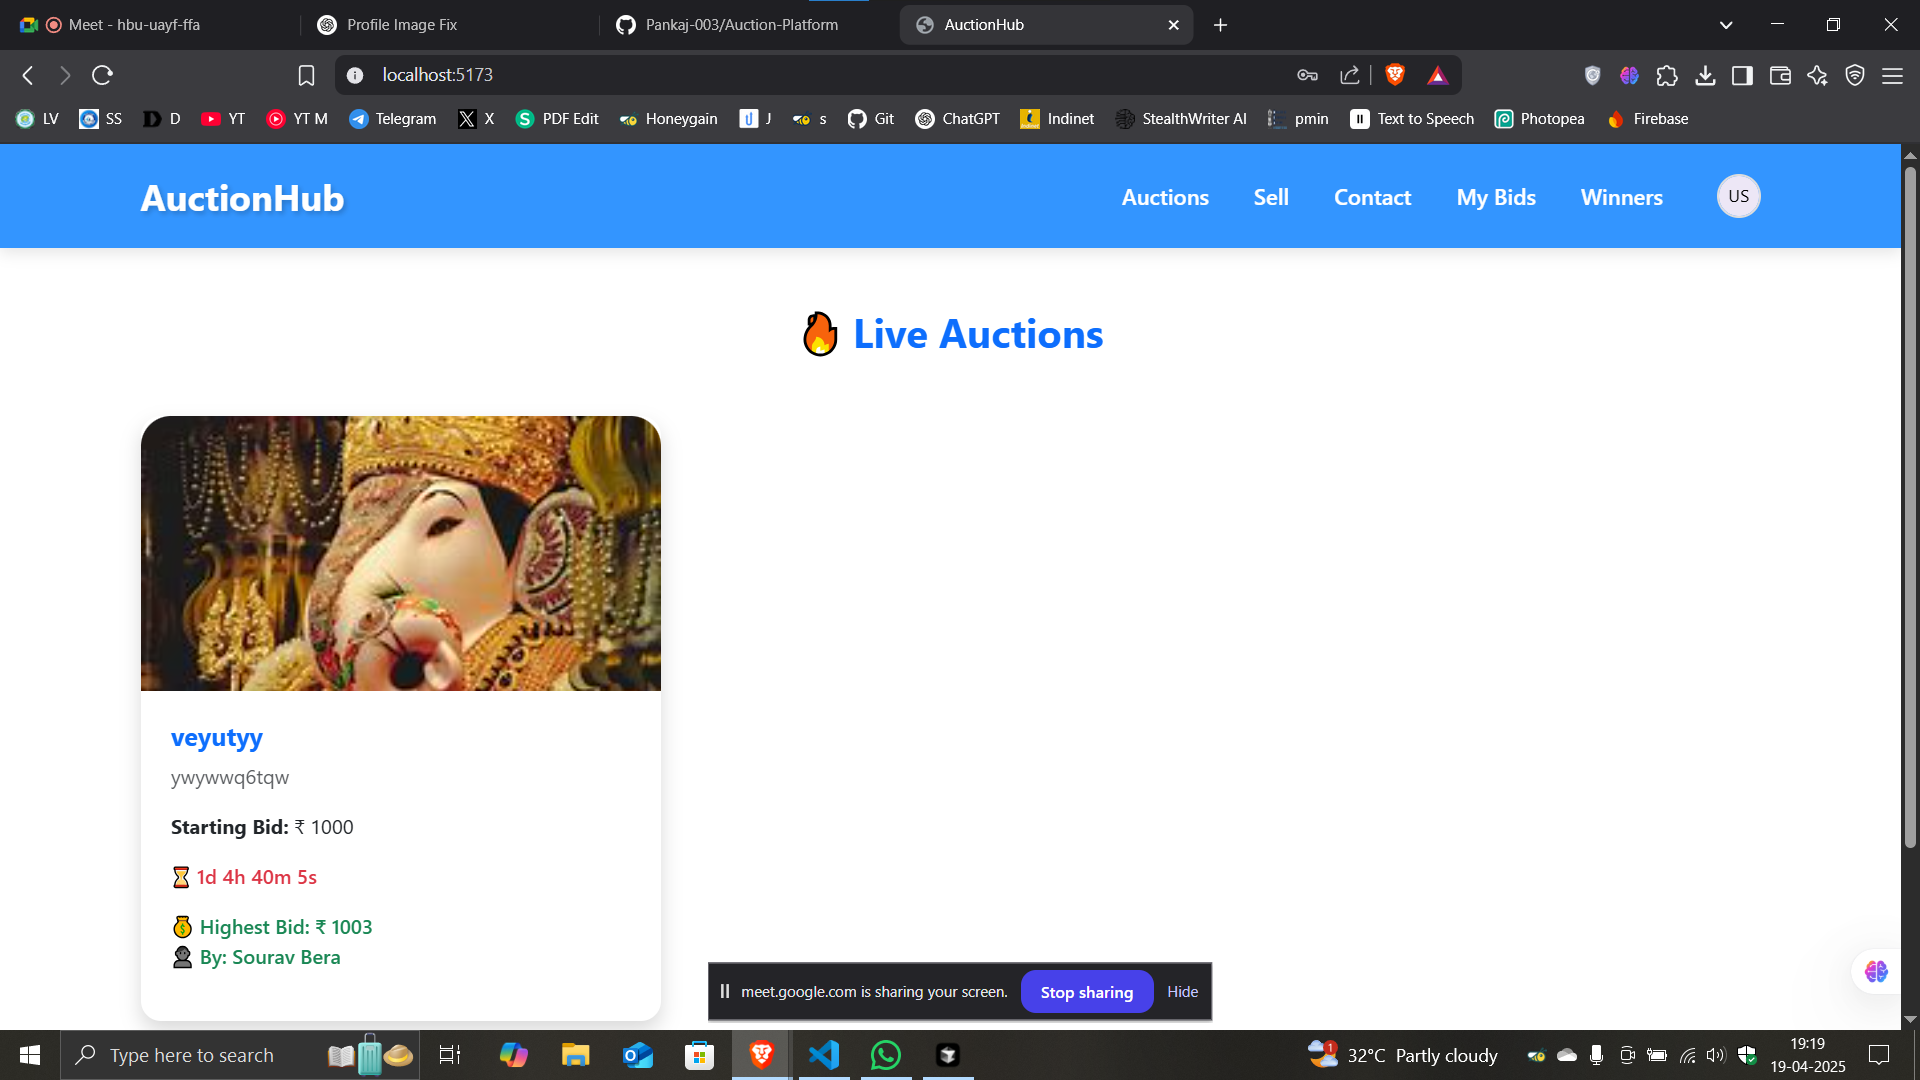 Meet - hbu-uayf-ffa
Profile Image Fix
Pankaj-003/Auction-Platform
AuctionHub
localhost:5173
LV SS D YT YT M Telegram X PDF Edit Honeygain J s Git ChatGPT Indinet StealthWriter AI pmin Text to Speech Photopea Firebase
AuctionHub
Auctions Sell Contact My Bids Winners US
🔥 Live Auctions
veyutyy
ywywwq6tqw
Starting Bid: ₹ 1000
⏳ 1d 4h 40m 5s
💰 Highest Bid: ₹ 1003
👤 By: Sourav Bera
meet.google.com is sharing your screen. Stop sharing Hide
Type here to search
1
32°C Partly cloudy
19:19
19-04-2025